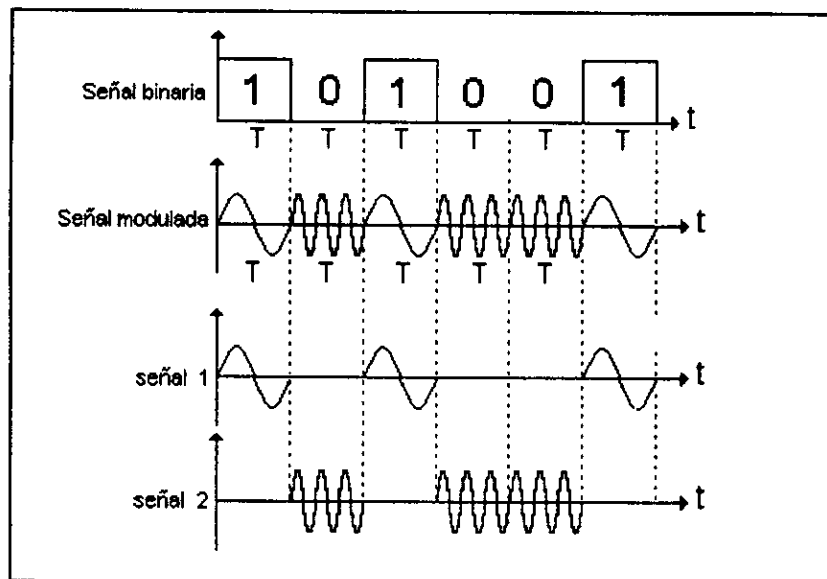 Señal binaria 1 0 1 0 0 1 t
T T T T T T
Señal modulada t
T T T T T
señal 1 t
señal 2 t